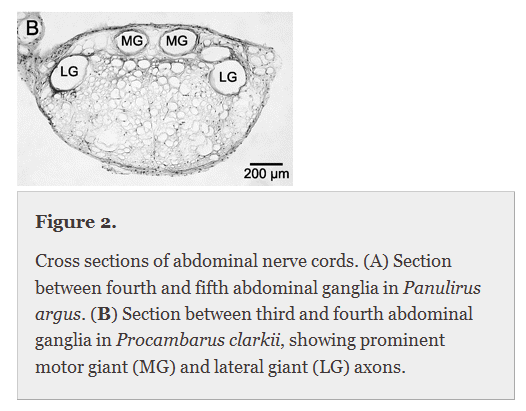 B
MG MG
LG LG
200 µm
Figure 2.
Cross sections of abdominal nerve cords. (A) Section
between fourth and fifth abdominal ganglia in Panulirus
argus. (B) Section between third and fourth abdominal
ganglia in Procambarus clarkii, showing prominent
motor giant (MG) and lateral giant (LG) axons.